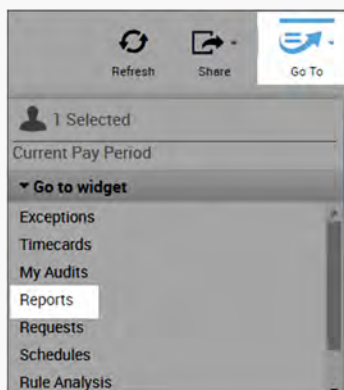 Refresh Share Go To
1 Selected
Current Pay Period
Go to widget
Exceptions
Timecards
My Audits
Reports
Requests
Schedules
Rule Analysis